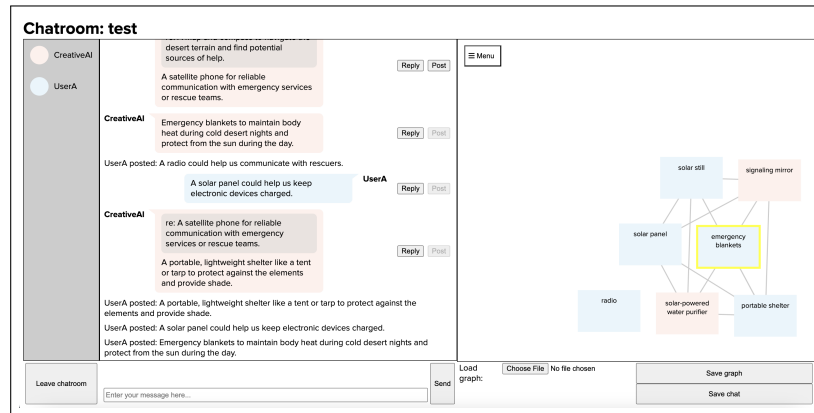 Chatroom: test
CreativeAI
UserA
desert terrain and find potential
sources of help.
A satellite phone for reliable
communication with emergency services
or rescue teams.
Reply Post
CreativeAI
Emergency blankets to maintain body
heat during cold desert nights and
protect from the sun during the day.
Reply Post
UserA posted: A radio could help us communicate with rescuers.
UserA
A solar panel could help us keep
electronic devices charged.
Reply Post
CreativeAI
re: A satellite phone for reliable
communication with emergency
services or rescue teams.
A portable, lightweight shelter like a tent
or tarp to protect against the elements
and provide shade.
Reply Post
UserA posted: A portable, lightweight shelter like a tent or tarp to protect against the
elements and provide shade.
UserA posted: A solar panel could help us keep electronic devices charged.
UserA posted: Emergency blankets to maintain body heat during cold desert nights and
protect from the sun during the day.
Leave chatroom
Enter your message here...
Send
☰ Menu
solar still
signaling mirror
solar panel
emergency
blankets
radio
solar-powered
water purifier
portable shelter
Load
graph:
Choose File No file chosen
Save graph
Save chat